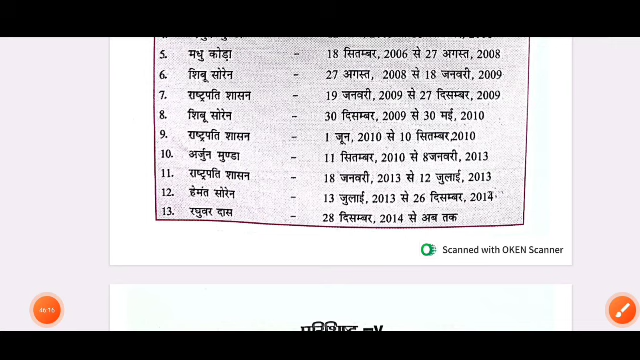 5. मधु कोड़ा - 18 सितम्बर, 2006 से 27 अगस्त, 2008
6. शिबू सोरेन - 27 अगस्त, 2008 से 18 जनवरी, 2009
7. राष्ट्रपति शासन - 19 जनवरी, 2009 से 27 दिसम्बर, 2009
8. शिबू सोरेन - 30 दिसम्बर, 2009 से 30 मई, 2010
9. राष्ट्रपति शासन - 1 जून, 2010 से 10 सितम्बर,2010
10. अर्जुन मुण्डा - 11 सितम्बर, 2010 से 8जनवरी, 2013
11. राष्ट्रपति शासन - 18 जनवरी, 2013 से 12 जुलाई, 2013
12. हेमंत सोरेन - 13 जुलाई, 2013 से 26 दिसम्बर, 2014
13. रघुवर दास - 28 दिसम्बर, 2014 से अब तक
Scanned with OKEN Scanner
46:16
परिशिष्ट -V